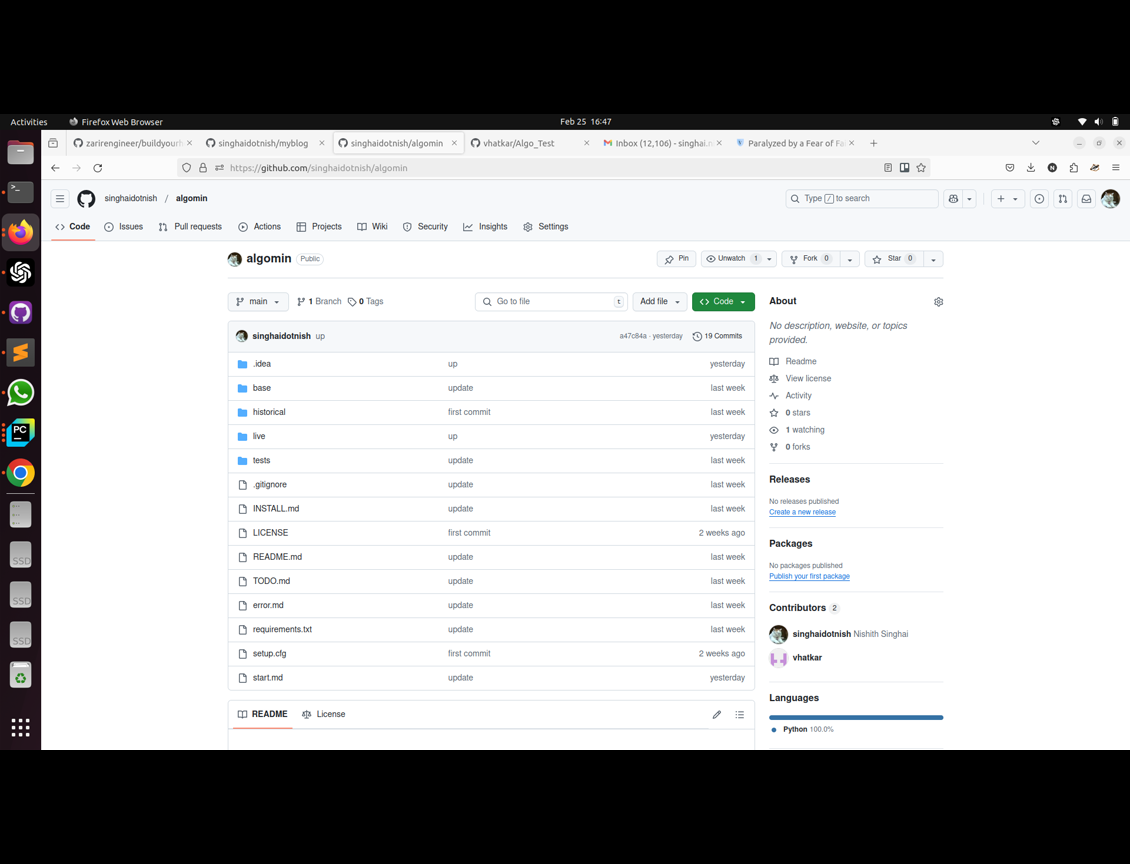 Activities Firefox Web Browser Feb 25 16:47
zarirengineer/buildyourh singhaidotnish/myblog singhaidotnish/algomin vhatkar/Algo_Test Inbox (12,106) - singhai.n Paralyzed by a Fear of Fa
https://github.com/singhaidotnish/algomin
singhaidotnish / algomin Type / to search
Code Issues Pull requests Actions Projects Wiki Security Insights Settings
algomin Public Pin Unwatch 1 Fork 0 Star 0
main 1 Branch 0 Tags Go to file t Add file Code
singhaidotnish up a47c84a · yesterday 19 Commits
.idea up yesterday
base update last week
historical first commit last week
live up yesterday
tests update last week
.gitignore update last week
INSTALL.md update last week
LICENSE first commit 2 weeks ago
README.md update last week
TODO.md update last week
error.md update last week
requirements.txt update last week
setup.cfg first commit 2 weeks ago
start.md update yesterday
README License
About
No description, website, or topics
provided.
Readme
View license
Activity
0 stars
1 watching
0 forks
Releases
No releases published
Create a new release
Packages
No packages published
Publish your first package
Contributors 2
singhaidotnish Nishith Singhai
vhatkar
Languages
Python 100.0%
PC
SSD
SSD
SSD